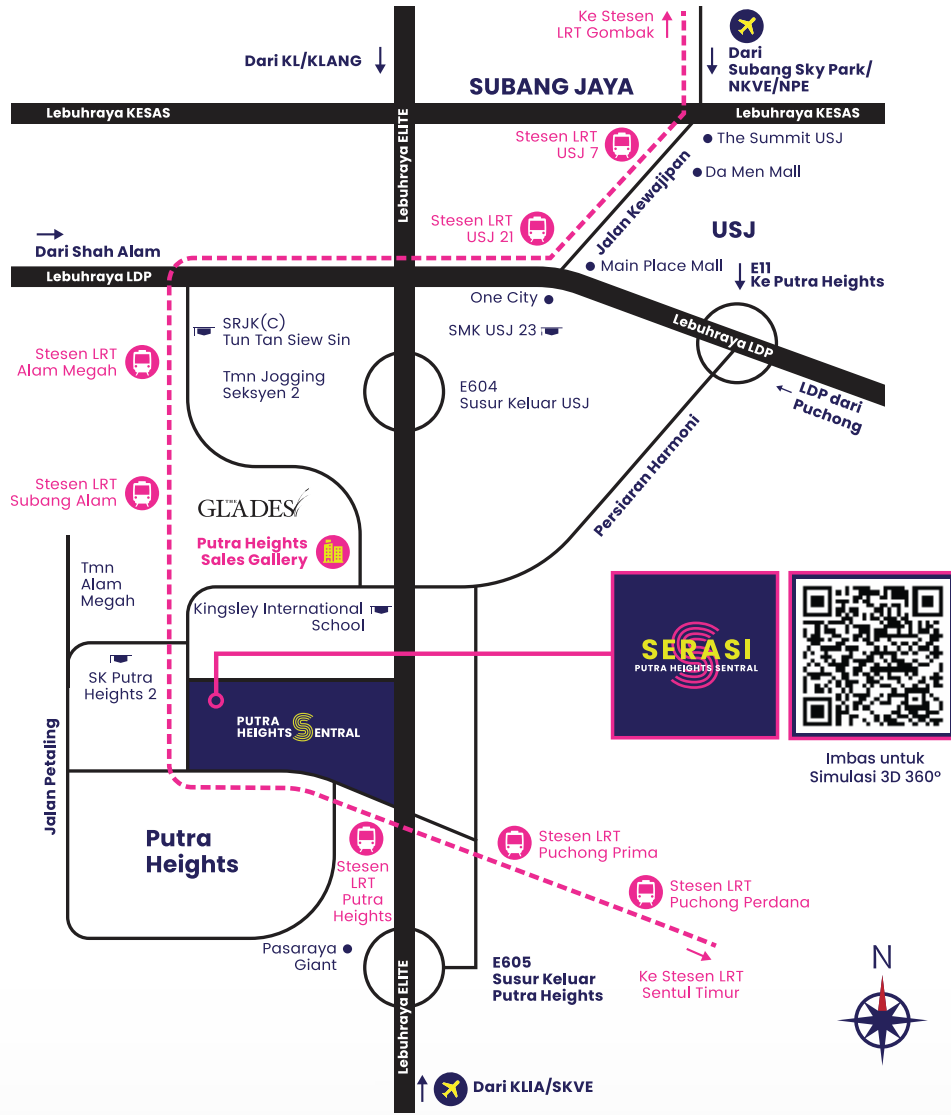 Ke Stesen
LRT Gombak
Dari KL/KLANG
Dari
Subang Sky Park/
NKVE/NPE
SUBANG JAYA
Lebuhraya KESAS
Lebuhraya KESAS
Lebuhraya ELITE
Stesen LRT
USJ 7
The Summit USJ
Da Men Mall
Jalan Kewajipan
Stesen LRT
USJ 21
USJ
Dari Shah Alam
Lebuhraya LDP
Main Place Mall
E11
Ke Putra Heights
One City
SMK USJ 23
Lebuhraya LDP
SRJK(C)
Tun Tan Siew Sin
Stesen LRT
Alam Megah
Tmn Jogging
Seksyen 2
E604
Susur Keluar USJ
LDP dari
Puchong
Persiaran Harmoni
Stesen LRT
Subang Alam
THE
GLADES
Putra Heights
Sales Gallery
Tmn
Alam
Megah
Kingsley International
School
SK Putra
Heights 2
SERASI
PUTRA HEIGHTS SENTRAL
PUTRA
HEIGHTS SENTRAL
Imbas untuk
Simulasi 3D 360°
Jalan Petaling
Putra
Heights
Stesen
LRT
Putra
Heights
Stesen LRT
Puchong Prima
Stesen LRT
Puchong Perdana
Pasaraya
Giant
Lebuhraya ELITE
E605
Susur Keluar
Putra Heights
Ke Stesen LRT
Sentul Timur
N
Dari KLIA/SKVE